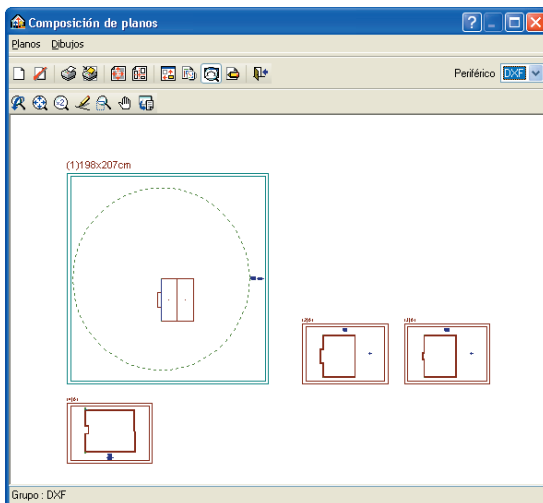 Composición de planos
Planos Dibujos
Periférico DXF
(1)198x207cm
Grupo : DXF